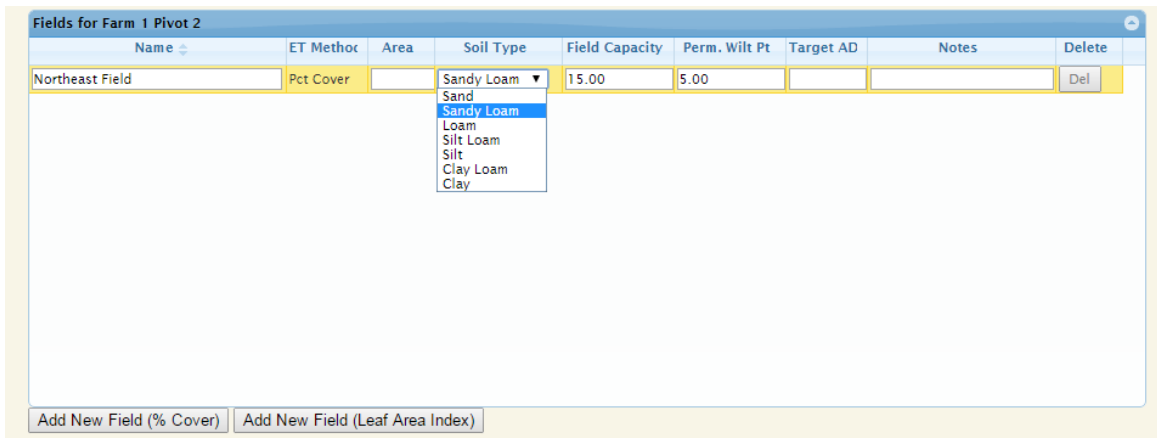 Fields for Farm 1 Pivot 2
Name ET Methoc Area Soil Type Field Capacity Perm. Wilt Pt Target AD Notes Delete
Northeast Field Pct Cover Sandy Loam 15.00 5.00 Del
Sand
Sandy Loam
Loam
Silt Loam
Silt
Clay Loam
Clay
Add New Field (% Cover) Add New Field (Leaf Area Index)